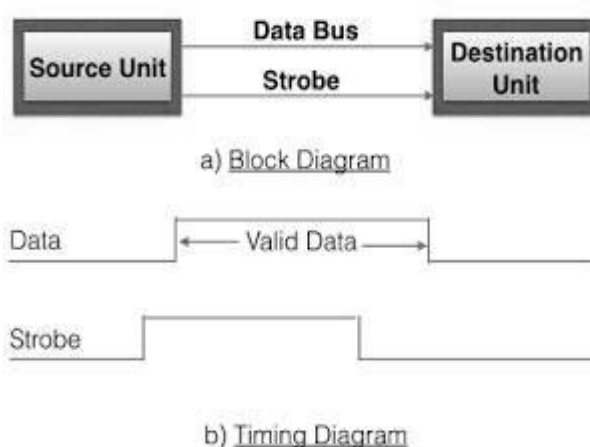 Source Unit
Data Bus
Strobe
Destination
Unit
a) Block Diagram
Data
Valid Data
Strobe
b) Timing Diagram